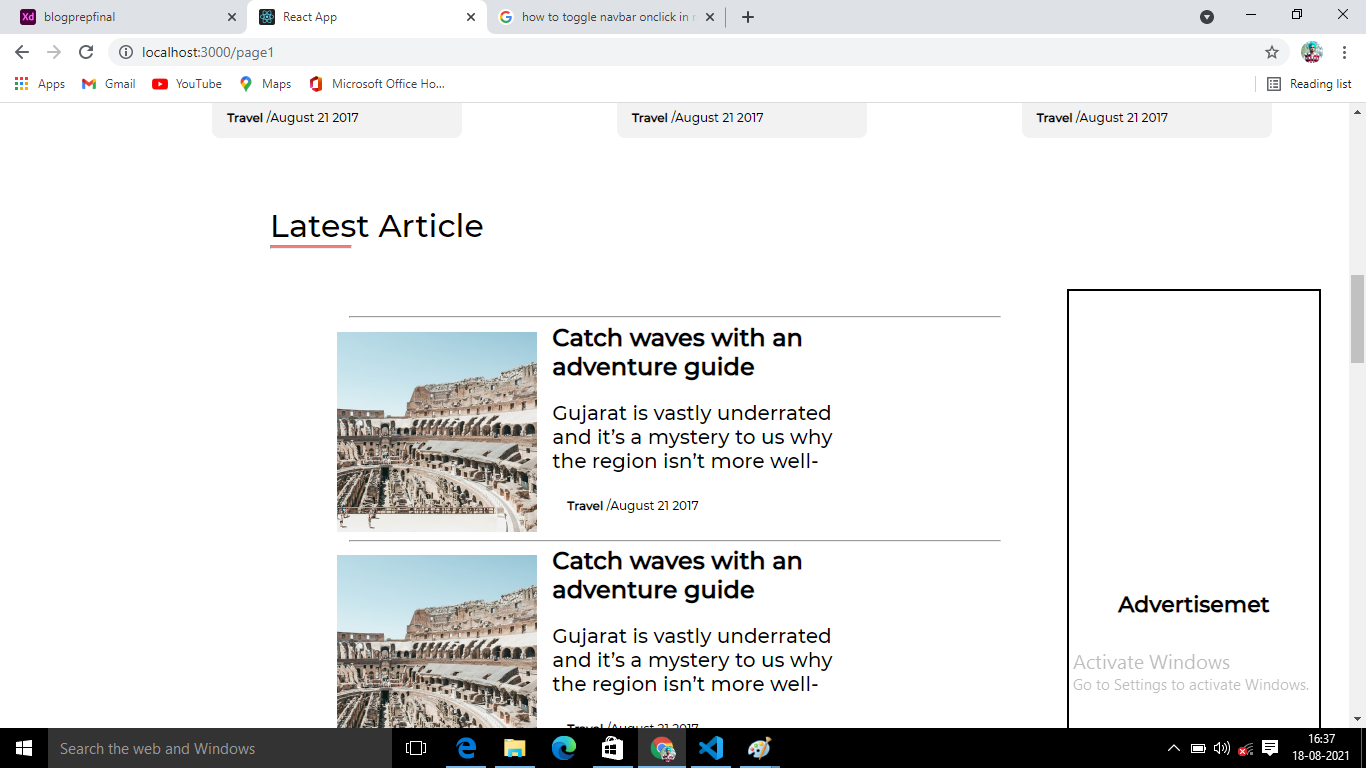 blogprepfinal
React App
how to toggle navbar onclick in r
localhost:3000/page1
Apps
Gmail
YouTube
Maps
Microsoft Office Ho...
Reading list
Travel /August 21 2017
Travel /August 21 2017
Travel /August 21 2017
Latest Article
Catch waves with an
adventure guide
Gujarat is vastly underrated
and it’s a mystery to us why
the region isn’t more well-
Travel /August 21 2017
Catch waves with an
adventure guide
Gujarat is vastly underrated
and it’s a mystery to us why
the region isn’t more well-
Travel /August 21 2017
Advertisemet
Activate Windows
Go to Settings to activate Windows.
Search the web and Windows
16:37
18-08-2021